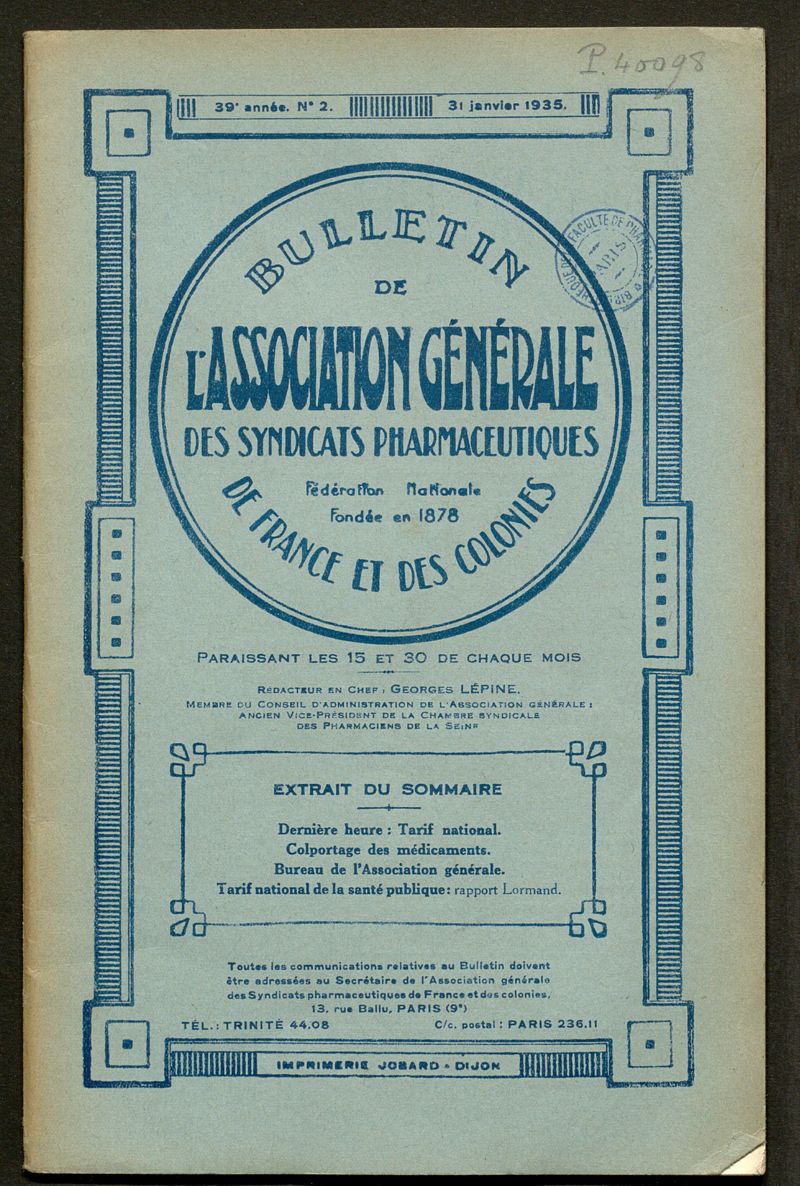 P. 40098
39e année. N° 2. 31 janvier 1935.
FACULTÉ DE PHARMACIE
PARIS
BULLETIN
DE
L'ASSOCIATION GÉNÉRALE
DES SYNDICATS PHARMACEUTIQUES
Fédération Nationale
Fondée en 1878
DE FRANCE ET DES COLONIES
PARAISSANT LES 15 ET 30 DE CHAQUE MOIS
RÉDACTEUR EN CHEF : GEORGES LÉPINE,
MEMBRE DU CONSEIL D'ADMINISTRATION DE L'ASSOCIATION GÉNÉRALE :
ANCIEN VICE-PRÉSIDENT DE LA CHAMBRE SYNDICALE
DES PHARMACIENS DE LA SEINE
EXTRAIT DU SOMMAIRE
Dernière heure : Tarif national.
Colportage des médicaments.
Bureau de l'Association générale.
Tarif national de la santé publique : rapport Lormand.
Toutes les communications relatives au Bulletin doivent
être adressées au Secrétaire de l'Association générale
des Syndicats pharmaceutiques de France et des colonies,
13, rue Ballu, PARIS (9e)
TÉL. : TRINITÉ 44.08 C/c. postal : PARIS 236.11
IMPRIMERIE JOBARD - DIJON